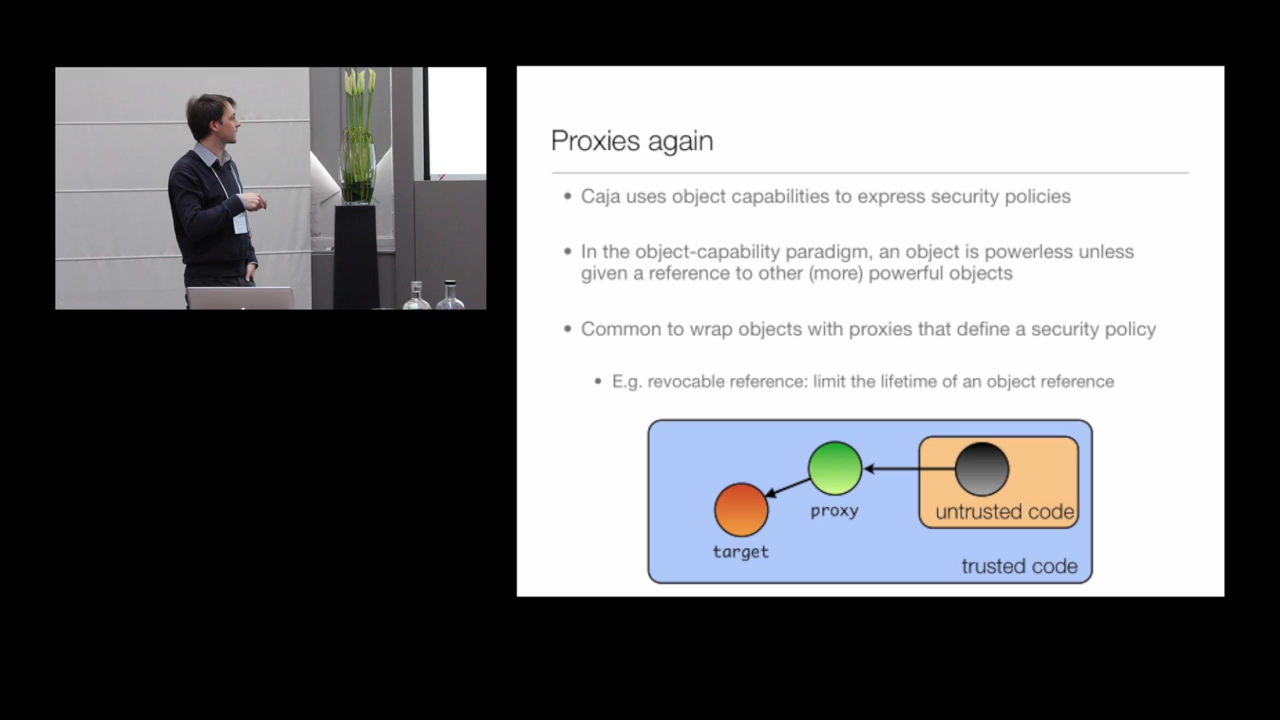 Proxies again
• Caja uses object capabilities to express security policies
• In the object-capability paradigm, an object is powerless unless
given a reference to other (more) powerful objects
• Common to wrap objects with proxies that define a security policy
• E.g. revocable reference: limit the lifetime of an object reference
proxy
untrusted code
target
trusted code